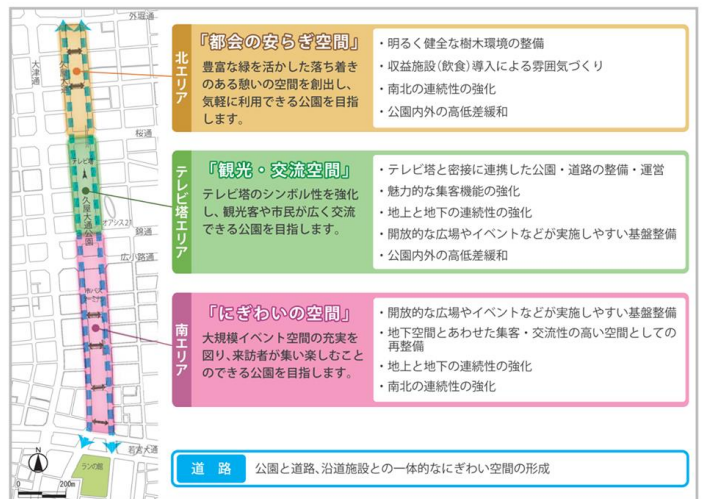 外堀通
大津通
久屋大通
桜通
テレビ塔
久屋大通公園
オアシス21
錦通
広小路通
市バス
ターミナル
若宮大通
ランの館
N
0 200m
北エリア
「都会の安らぎ空間」
豊富な緑を活かした落ち着き
のある憩いの空間を創出し、
気軽に利用できる公園を目指
します。
・明るく健全な樹木環境の整備
・収益施設(飲食)導入による雰囲気づくり
・南北の連続性の強化
・公園内外の高低差緩和
テレビ塔エリア
「観光・交流空間」
テレビ塔のシンボル性を強化
し、観光客や市民が広く交流
できる公園を目指します。
・テレビ塔と密接に連携した公園・道路の整備・運営
・魅力的な集客機能の強化
・地上と地下の連続性の強化
・開放的な広場やイベントなどが実施しやすい基盤整備
・公園内外の高低差緩和
南エリア
「にぎわいの空間」
大規模イベント空間の充実を
図り、来訪者が集い楽しむこと
のできる公園を目指します。
・開放的な広場やイベントなどが実施しやすい基盤整備
・地下空間とあわせた集客・交流性の高い空間としての
再整備
・地上と地下の連続性の強化
・南北の連続性の強化
道 路
公園と道路、沿道施設との一体的なにぎわい空間の形成